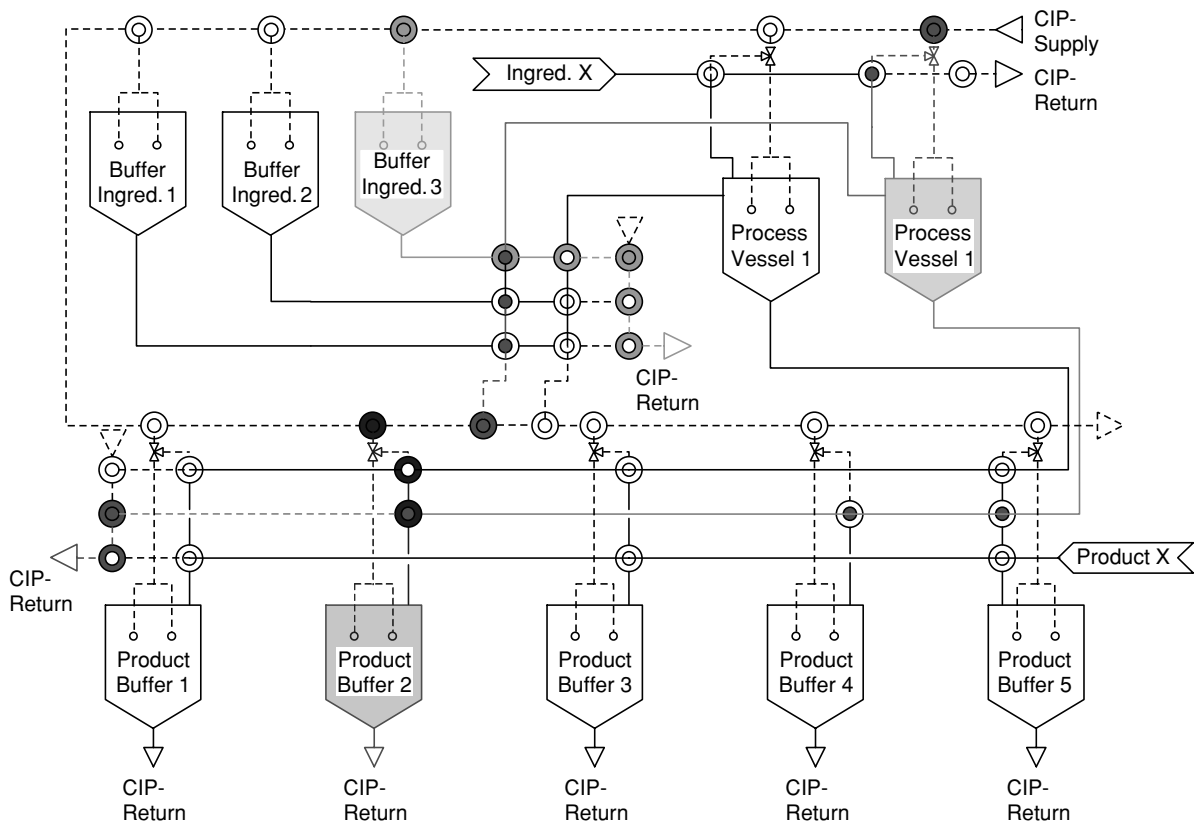 CIP-
Supply
Ingred. X
CIP-
Return
Buffer
Ingred. 1
Buffer
Ingred. 2
Buffer
Ingred. 3
Process
Vessel 1
Process
Vessel 1
CIP-
Return
Product X
CIP-
Return
Product
Buffer 1
Product
Buffer 2
Product
Buffer 3
Product
Buffer 4
Product
Buffer 5
CIP-
Return
CIP-
Return
CIP-
Return
CIP-
Return
CIP-
Return